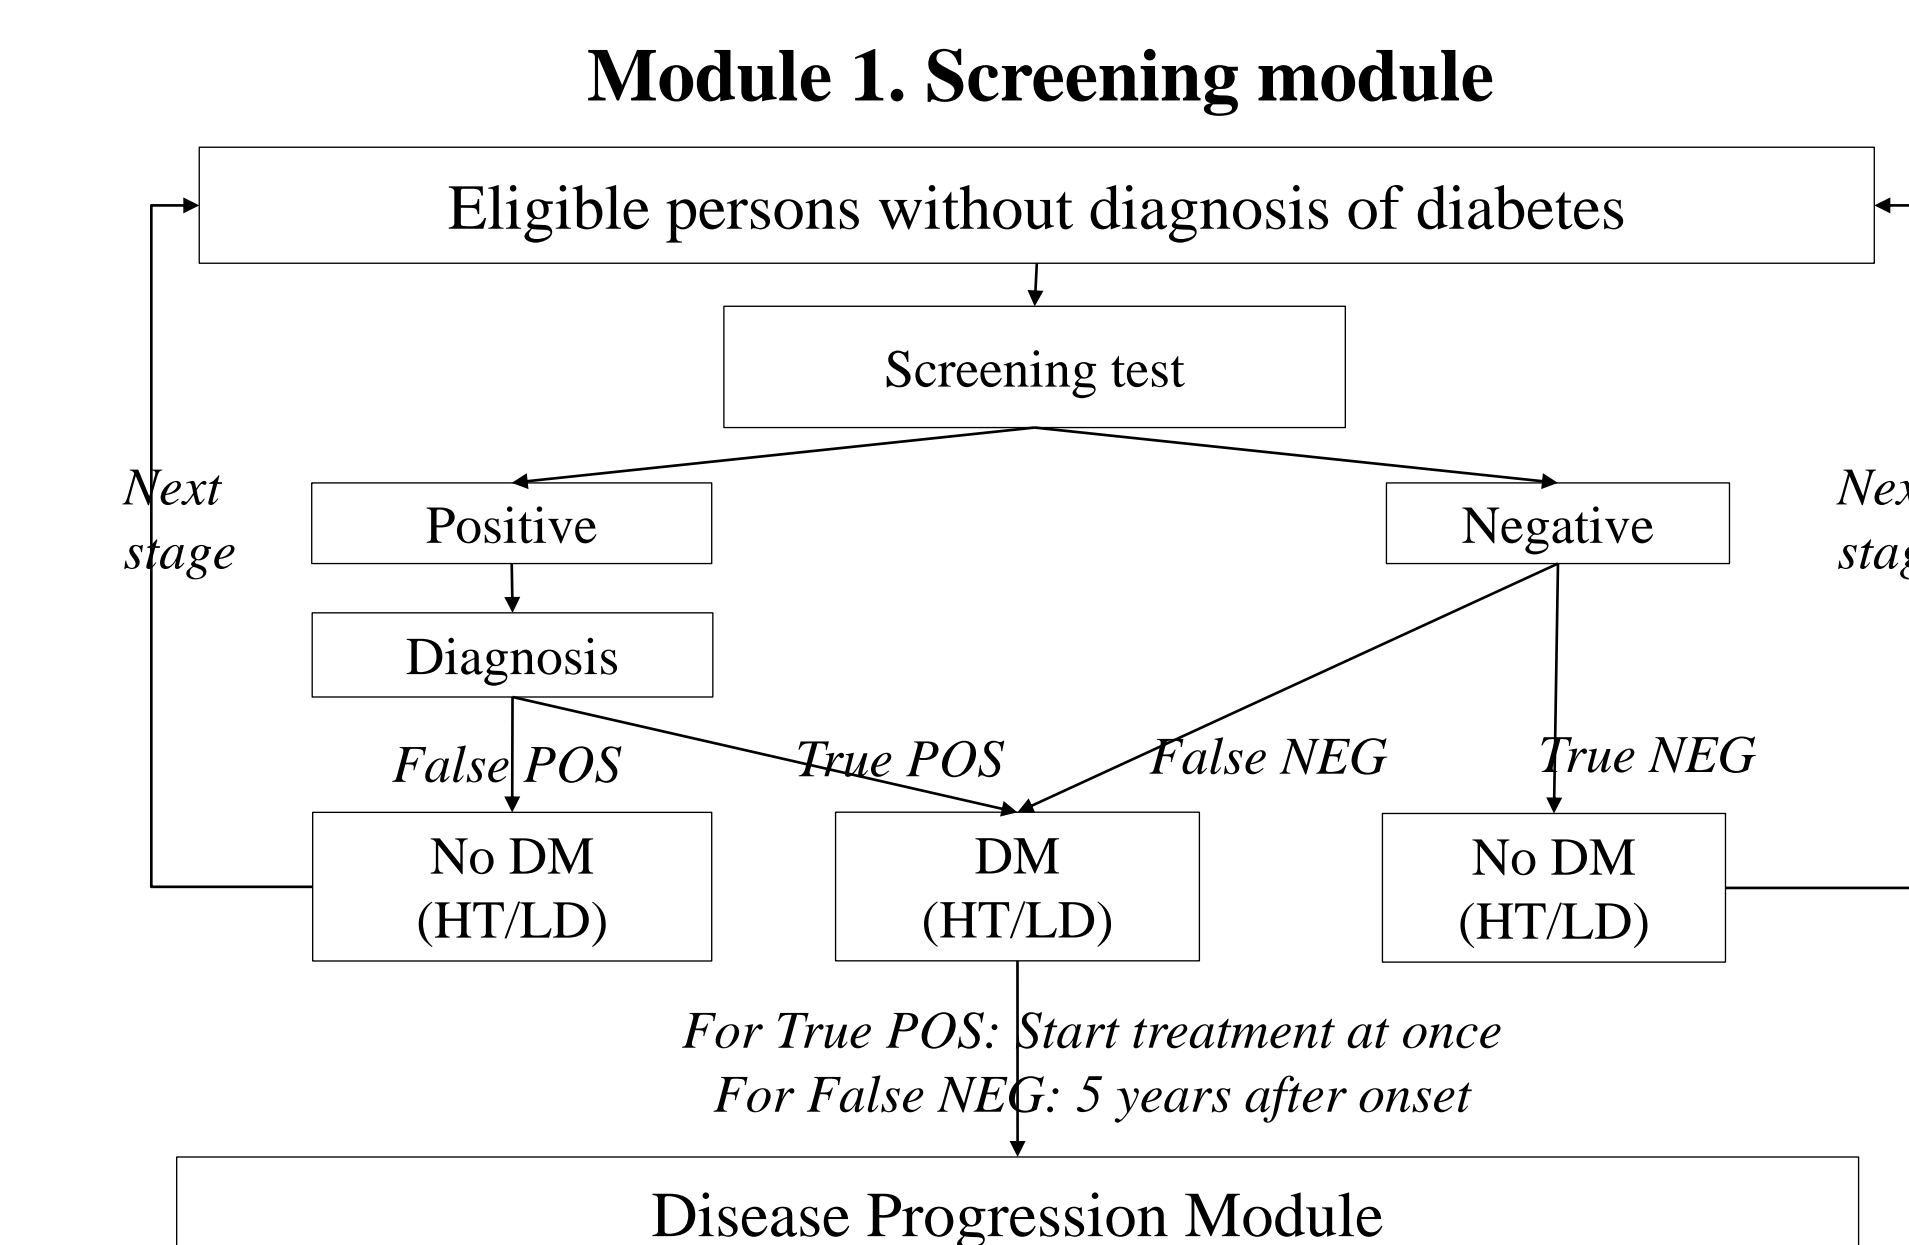 Module 1. Screening module
Eligible persons without diagnosis of diabetes
Screening test
Next
stage
Positive
Negative
Diagnosis
False POS
True POS
False NEG
True NEG
No DM
(HT/LD)
DM
(HT/LD)
No DM
(HT/LD)
For True POS: Start treatment at once
For False NEG: 5 years after onset
Disease Progression Module